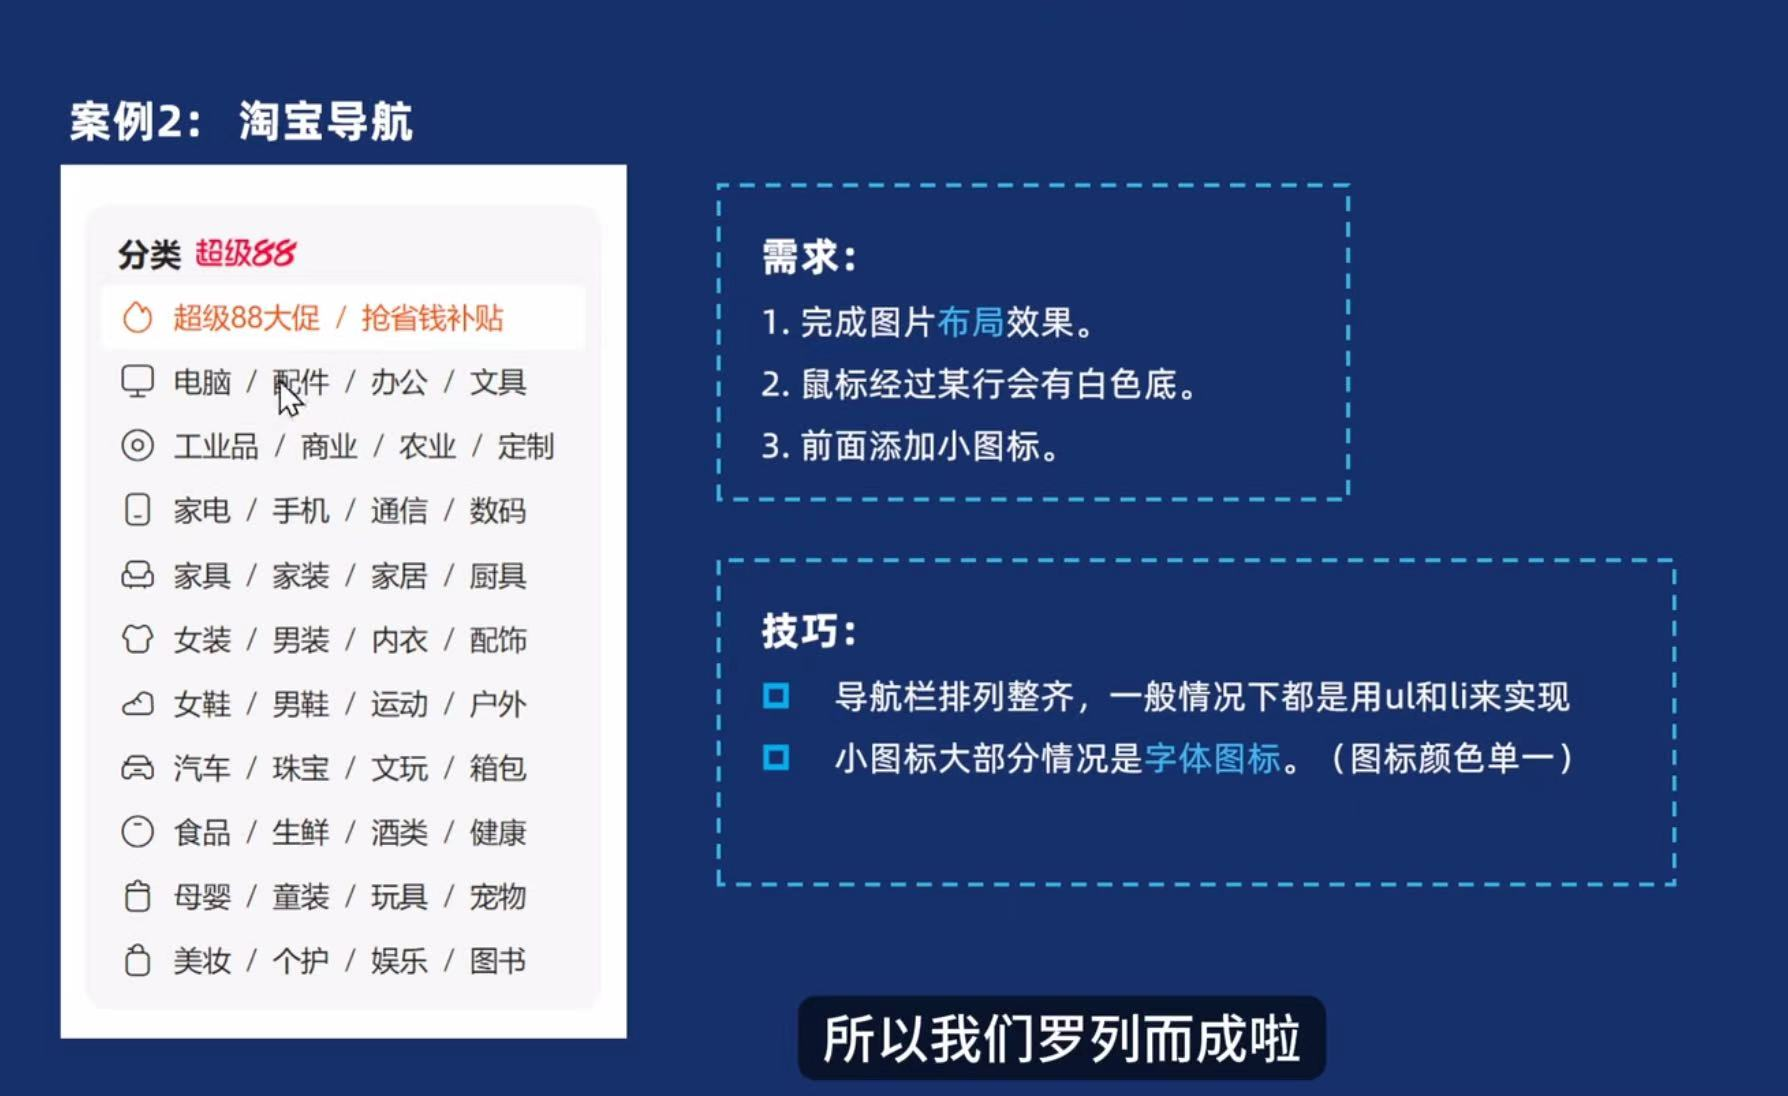 案例2： 淘宝导航
分类 超级88
超级88大促 / 抢省钱补贴
电脑 / 配件 / 办公 / 文具
工业品 / 商业 / 农业 / 定制
家电 / 手机 / 通信 / 数码
家具 / 家装 / 家居 / 厨具
女装 / 男装 / 内衣 / 配饰
女鞋 / 男鞋 / 运动 / 户外
汽车 / 珠宝 / 文玩 / 箱包
食品 / 生鲜 / 酒类 / 健康
母婴 / 童装 / 玩具 / 宠物
美妆 / 个护 / 娱乐 / 图书
需求：
1. 完成图片布局效果。
2. 鼠标经过某行会有白色底。
3. 前面添加小图标。
技巧：
导航栏排列整齐，一般情况下都是用ul和li来实现
小图标大部分情况是字体图标。（图标颜色单一）
所以我们罗列而成啦